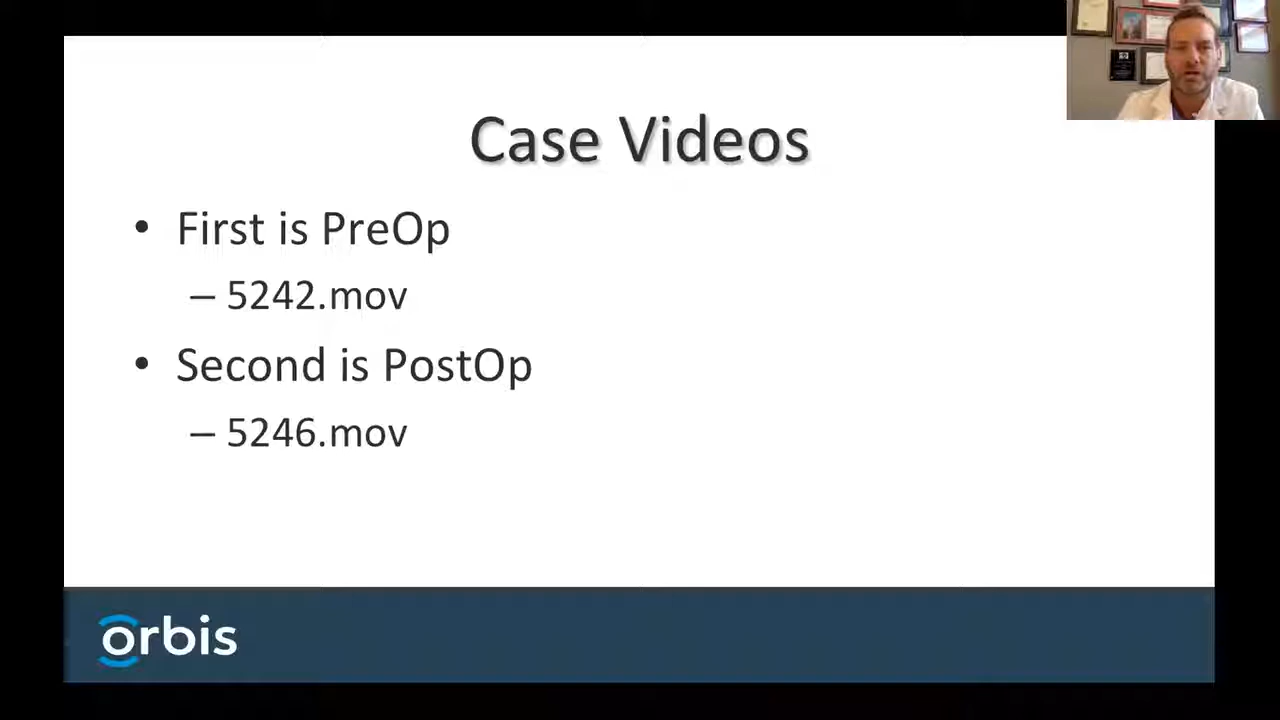 Case Videos
• First is PreOp
– 5242.mov
• Second is PostOp
– 5246.mov
orbis